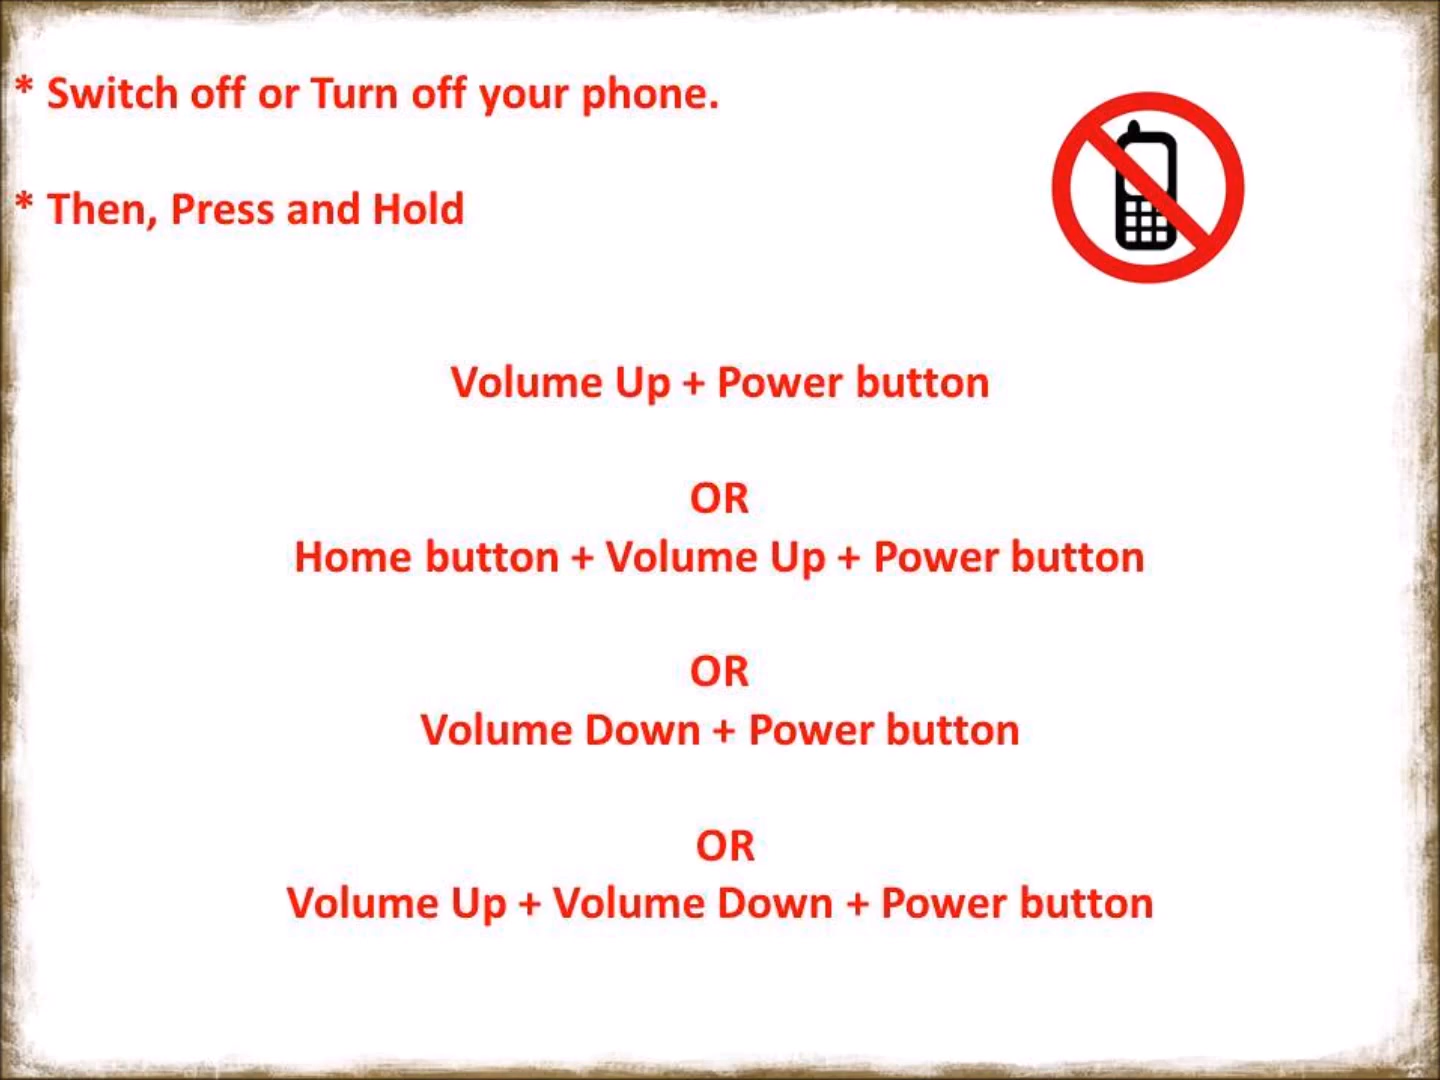 * Switch off or Turn off your phone.
* Then, Press and Hold
Volume Up + Power button
OR
Home button + Volume Up + Power button
OR
Volume Down + Power button
OR
Volume Up + Volume Down + Power button